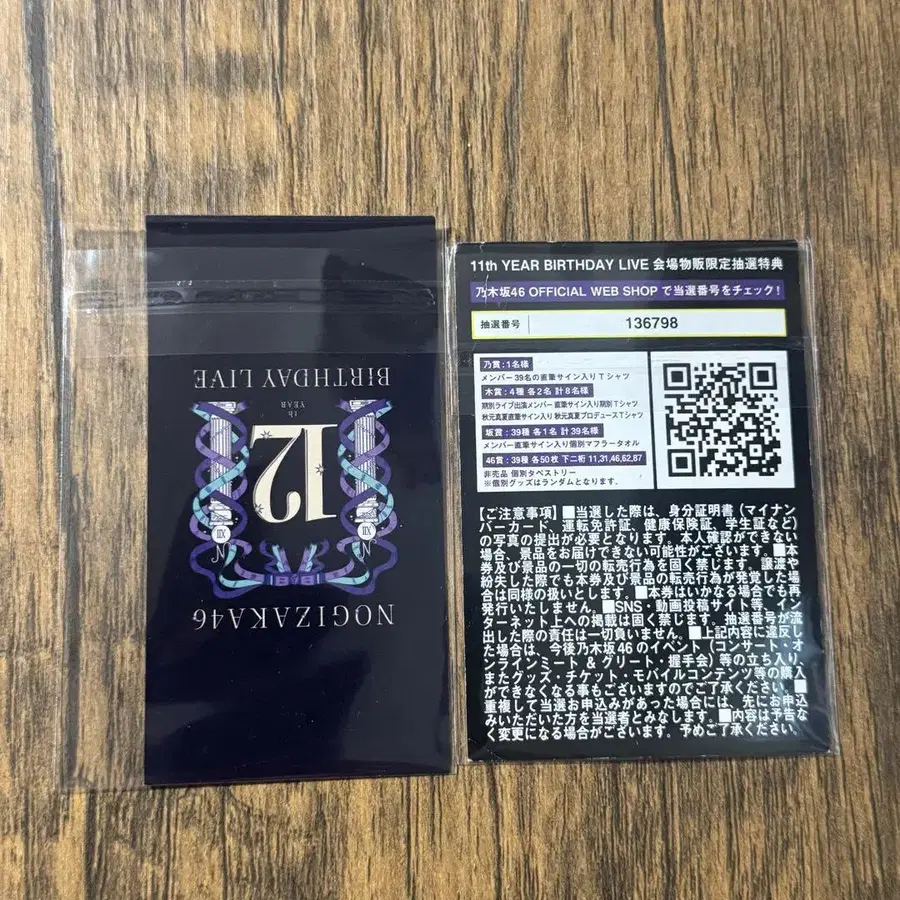 NOGIZAKA46
N
N
XII
XII
12
th
YEAR
BIRTHDAY LIVE
11th YEAR BIRTHDAY LIVE 会場物販限定抽選特典
乃木坂46 OFFICIAL WEB SHOP で当選番号をチェック!
抽選番号 136798
乃賞:1名様
メンバー39名の直筆サイン入りTシャツ
木賞:4種 各2名 計8名様
期別ライブ出演メンバー直筆サイン入り期別Tシャツ
秋元真夏直筆サイン入り秋元真夏プロデュースTシャツ
坂賞:39種 各1名 計39名様
メンバー直筆サイン入り個別マフラータオル
46賞:39種 各50枚 下二桁 11,31,46,62,87
非売品 個別タペストリー
※個別グッズはランダムとなります。
【ご注意事項】■当選した際は、身分証明書(マイナン
バーカード、運転免許証、健康保険証、学生証など)
の写真の提出が必要となります。本人確認ができない
場合、景品をお届けできない可能性がございます。■本
券及び景品の一切の転売行為を固く禁じます。譲渡や
紛失した際でも本券及び景品の転売行為が発覚した場
合は同様の扱いとします。■本券はいかなる場合でも再
発行いたしません。■SNS・動画投稿サイト等、イン
ターネット上への掲載は固く禁じます。抽選番号が流
出した際の責任は一切負いません。■上記内容に違反し
た場合は、今後乃木坂46のイベント(コンサート・オ
ンラインミート&グリート・握手会)等の立ち入り、
またグッズ・チケット・モバイルコンテンツ等の購入
ができなくなる事もございますのでご了承ください。■
重複して当選お申込みがあった場合には、先にお申込
みいただいた方を当選者とみなします。■内容は予告な
く変更になる場合がございます。予めご了承ください。